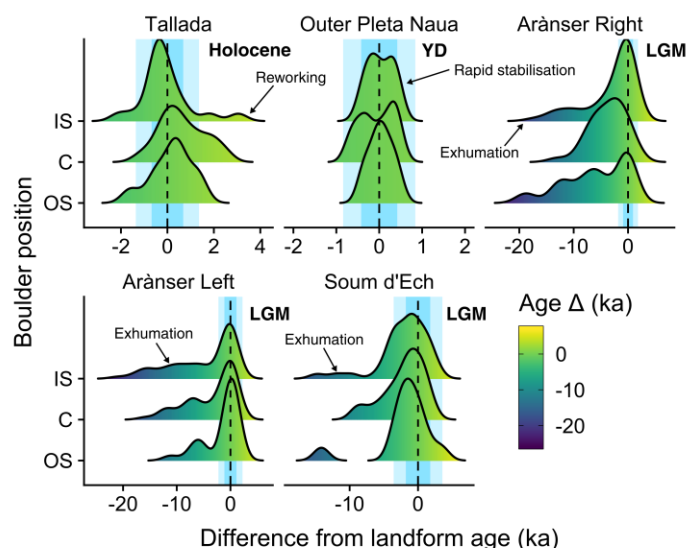 Tallada
Outer Pleta Naua
Arànser Right
Holocene
YD
LGM
Reworking
Rapid stabilisation
Exhumation
IS
C
OS
-2 0 2 4
-2 -1 0 1 2
-20 -10 0
Boulder position
Arànser Left
Soum d'Ech
LGM
LGM
Exhumation
Exhumation
IS
C
OS
-20 -10 0
-10 0
Age Δ (ka)
0
-10
-20
Difference from landform age (ka)